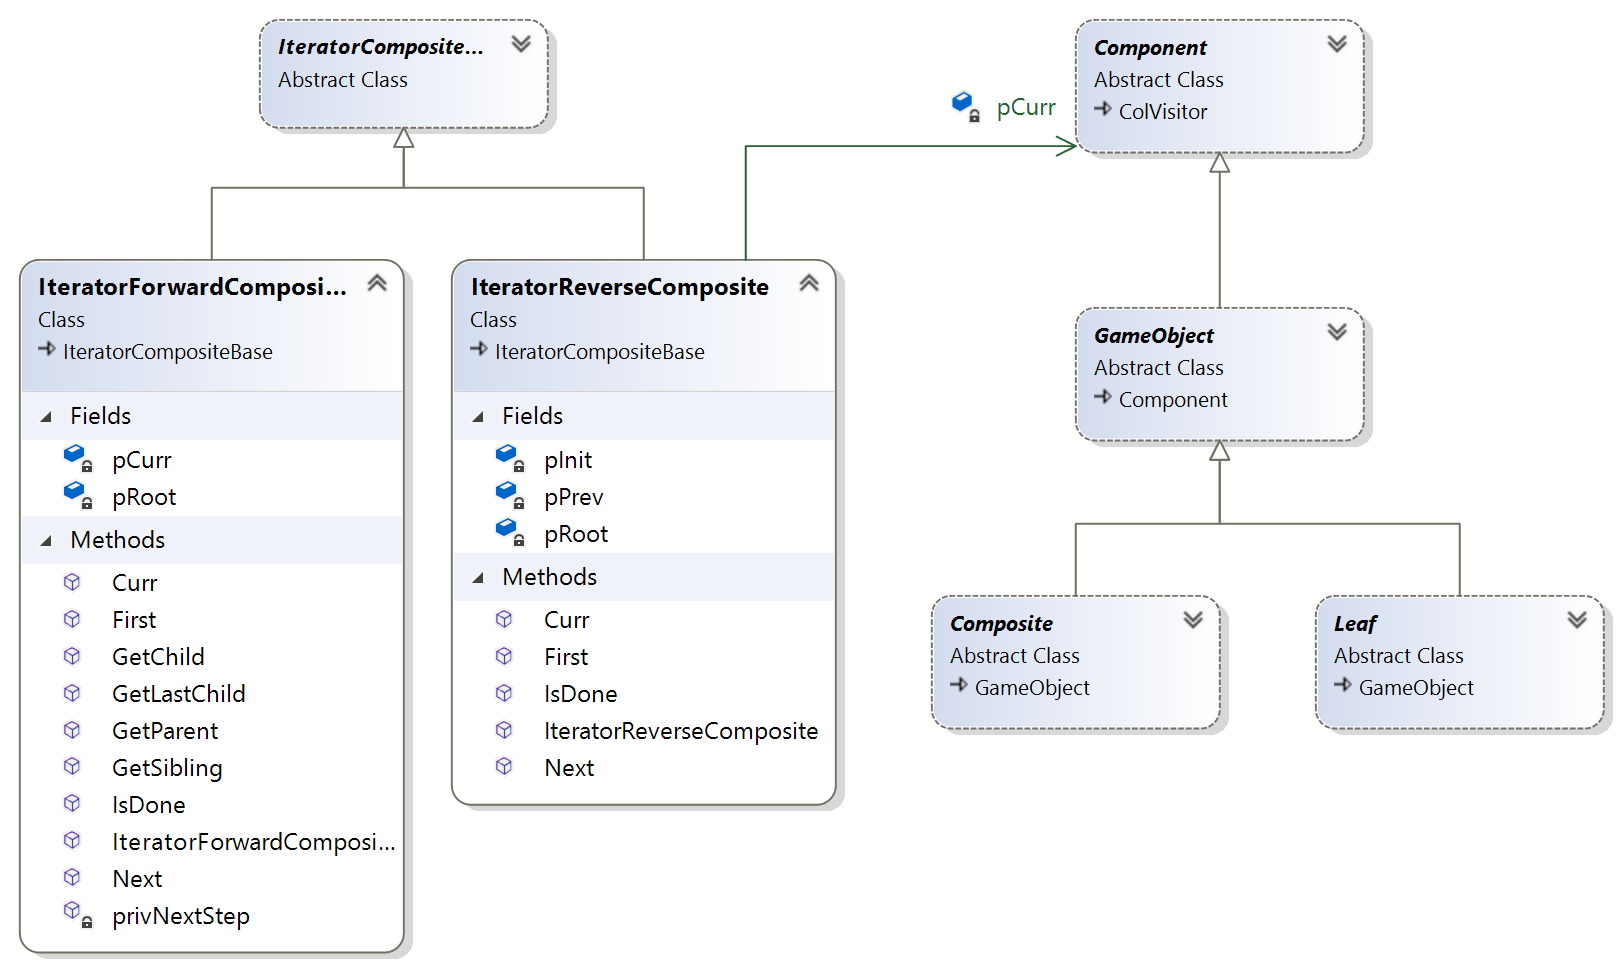 IteratorComposite...
Abstract Class
Component
Abstract Class
ColVisitor
pCurr
IteratorForwardComposi...
Class
IteratorCompositeBase
Fields
pCurr
pRoot
Methods
Curr
First
GetChild
GetLastChild
GetParent
GetSibling
IsDone
IteratorForwardComposi...
Next
privNextStep
IteratorReverseComposite
Class
IteratorCompositeBase
Fields
pInit
pPrev
pRoot
Methods
Curr
First
IsDone
IteratorReverseComposite
Next
GameObject
Abstract Class
Component
Composite
Abstract Class
GameObject
Leaf
Abstract Class
GameObject